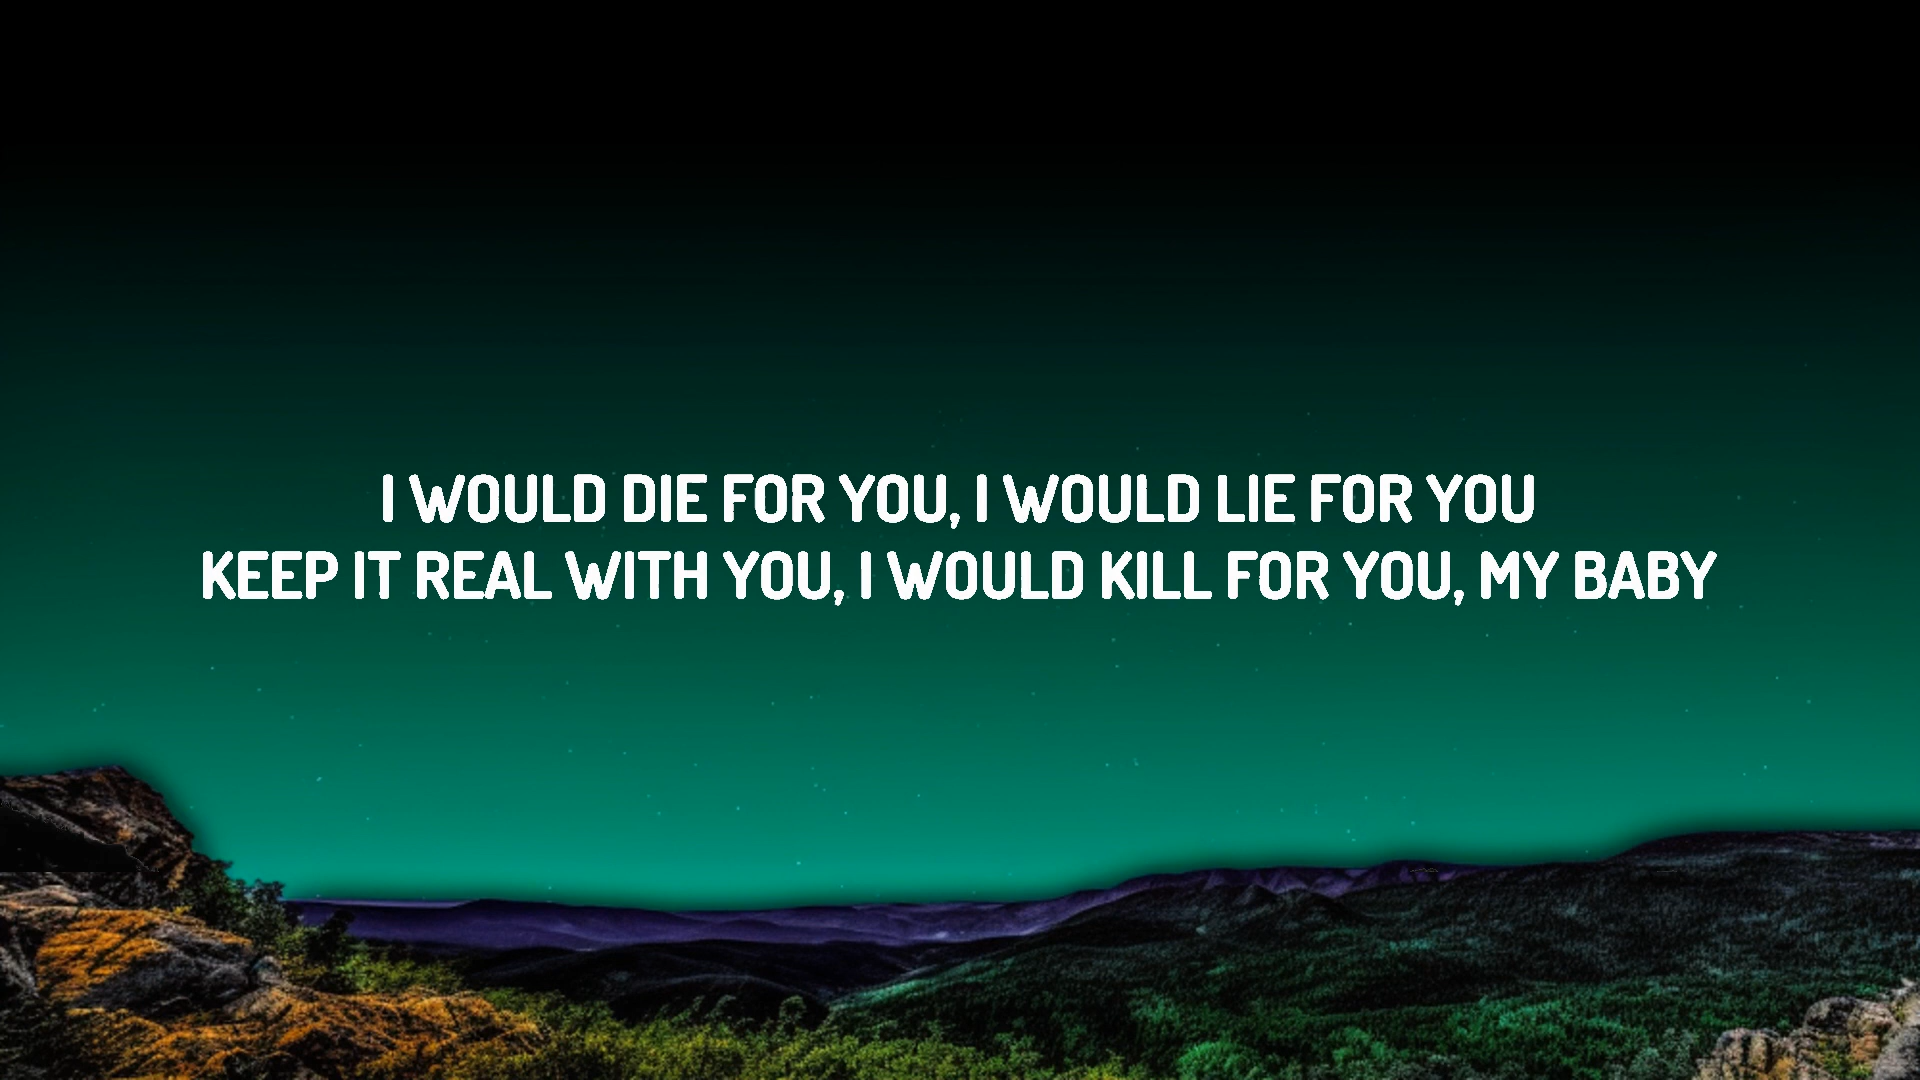 I WOULD DIE FOR YOU, I WOULD LIE FOR YOU
KEEP IT REAL WITH YOU, I WOULD KILL FOR YOU, MY BABY